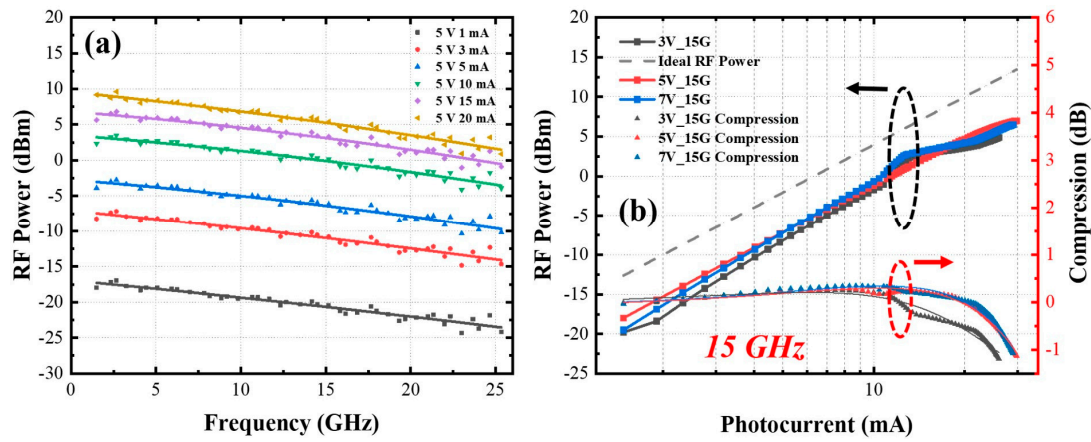 (a)
5 V 1 mA
5 V 3 mA
5 V 5 mA
5 V 10 mA
5 V 15 mA
5 V 20 mA
20
15
10
5
0
-5
-10
-15
-20
-25
-30
RF Power (dBm)
0
5
10
15
20
25
Frequency (GHz)
(b)
3V_15G
Ideal RF Power
5V_15G
7V_15G
3V_15G Compression
5V_15G Compression
7V_15G Compression
15 GHz
20
15
10
5
0
-5
-10
-15
-20
-25
RF Power (dBm)
10
Photocurrent (mA)
6
5
4
3
2
1
0
-1
Compression (dB)